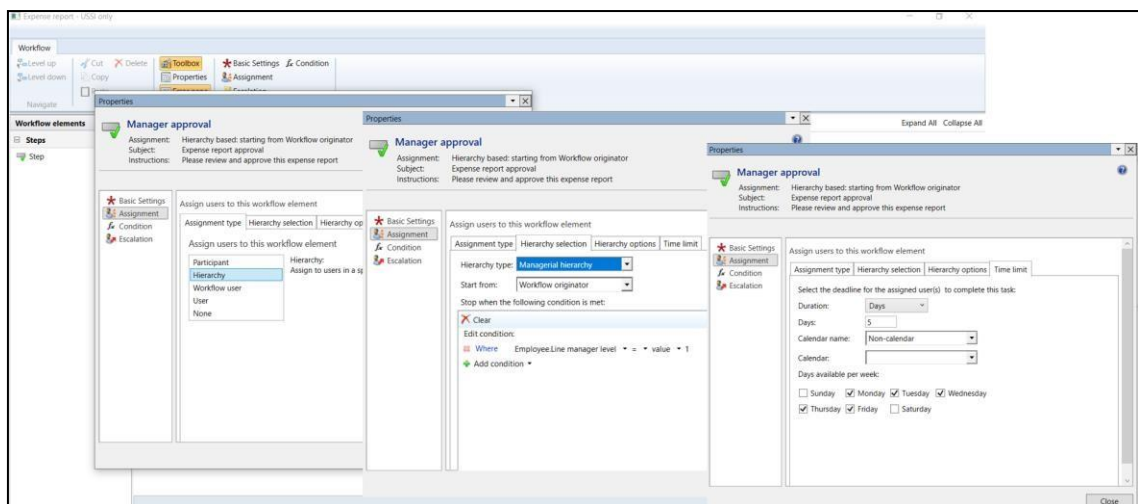 Expense report - USSI only
Workflow
Level up Cut Delete Toolbox Basic Settings Condition
Level down Copy Properties Assignment
Navigate
Workflow elements
Expand All Collapse All
Steps
Step
Properties
Manager approval
Assignment: Hierarchy based: starting from Workflow originator
Subject: Expense report approval
Instructions: Please review and approve this expense report
Basic Settings
Assignment
Condition
Escalation
Assign users to this workflow element
Assignment type Hierarchy selection Hierarchy op
Assign users to this workflow element
Participant
Hierarchy
Workflow user
User
None
Hierarchy:
Assign to users in a sp
Properties
Manager approval
Assignment: Hierarchy based: starting from Workflow originator
Subject: Expense report approval
Instructions: Please review and approve this expense report
Basic Settings
Assignment
Condition
Escalation
Assign users to this workflow element
Assignment type Hierarchy selection Hierarchy options Time limit
Hierarchy type: Managerial hierarchy
Start from: Workflow originator
Stop when the following condition is met:
Clear
Edit condition:
Where Employee.Line manager level = value 1
Add condition
Properties
Manager approval
Assignment: Hierarchy based: starting from Workflow originator
Subject: Expense report approval
Instructions: Please review and approve this expense report
Basic Settings
Assignment
Condition
Escalation
Assign users to this workflow element
Assignment type Hierarchy selection Hierarchy options Time limit
Select the deadline for the assigned user(s) to complete this task:
Duration: Days
Days: 5
Calendar name: Non-calendar
Calendar:
Days available per week:
Sunday Monday Tuesday Wednesday
Thursday Friday Saturday
Close